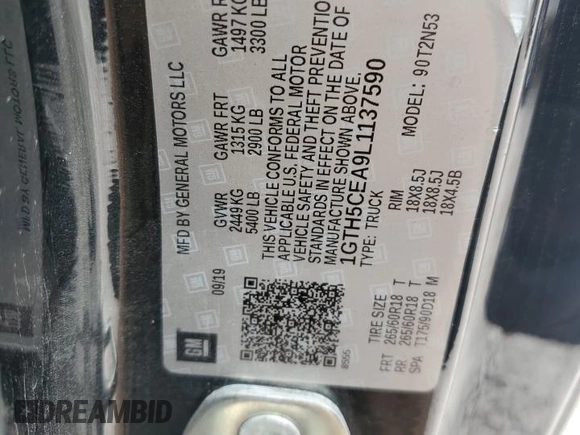 MFD BY GENERAL MOTORS LLC
09/19
GVWR
2449 KG
5400 LB
GAWR FRT
1315 KG
2900 LB
GAWR R
1497 KG
3300 LB
THIS VEHICLE CONFORMS TO ALL
APPLICABLE U.S. FEDERAL MOTOR
VEHICLE SAFETY AND THEFT PREVENTION
STANDARDS IN EFFECT ON THE DATE OF
MANUFACTURE SHOWN ABOVE.
1GTH5CEA9L1137590
TYPE: TRUCK
MODEL: 90T2N53
TIRE SIZE
RIM
FRT 265/60R18 T 18X8.5J
RR 265/60R18 T 18X8.5J
SPA T175/90D18 M 18X4.5B
GM
8555
DREAMBID